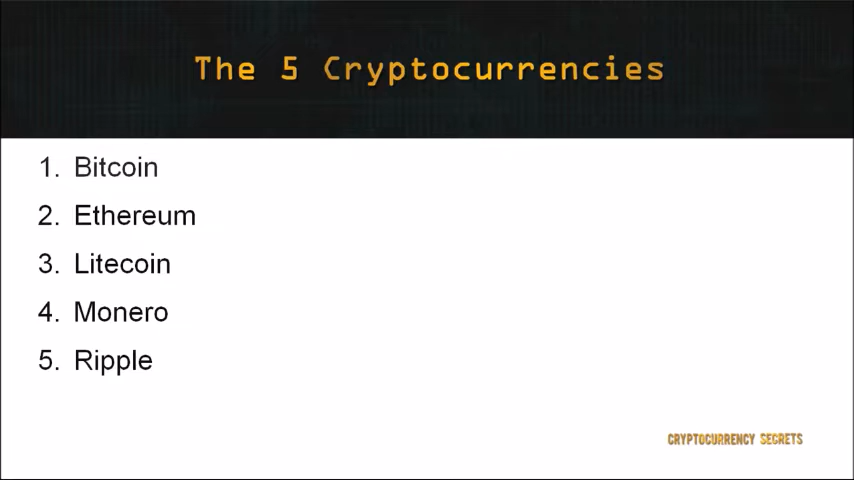 The 5 Cryptocurrencies
1. Bitcoin
2. Ethereum
3. Litecoin
4. Monero
5. Ripple
CRYPTOCURRENCY SECRETS